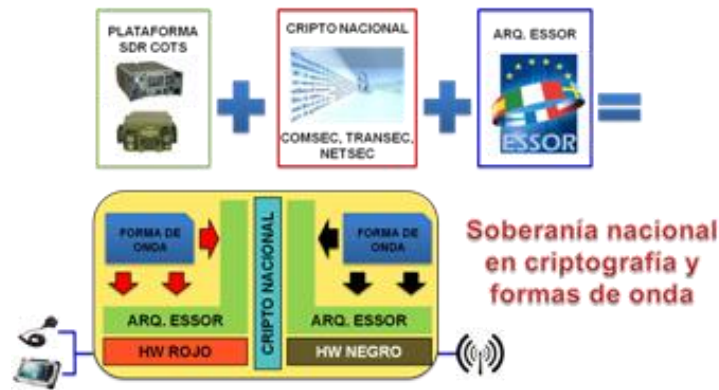 PLATAFORMA
SDR COTS
CRIPTO NACIONAL
COMSEC, TRANSEC,
NETSEC
ARQ. ESSOR
ESSOR
FORMA DE
ONDA
CRIPTO NACIONAL
FORMA DE
ONDA
ARQ. ESSOR
ARQ. ESSOR
HW ROJO
HW NEGRO
Soberanía nacional
en criptografía y
formas de onda